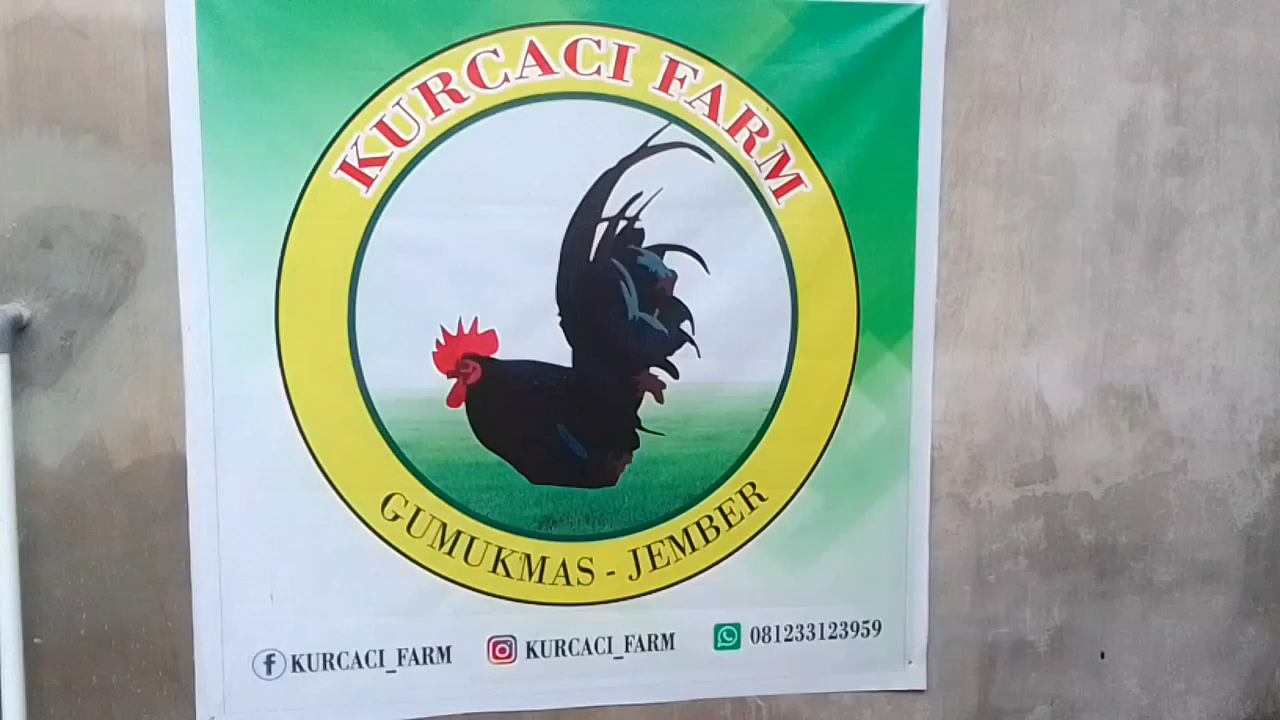 KURCACI FARM
GUMUKMAS - JEMBER
KURCACI_FARM
KURCACI_FARM
081233123959